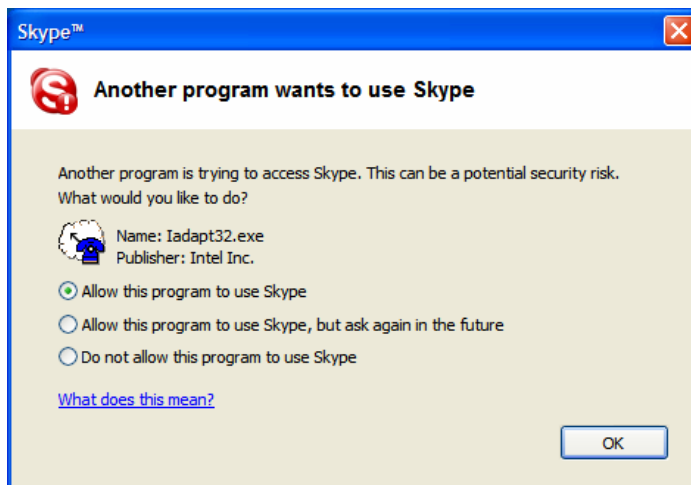 Skype™
Another program wants to use Skype
Another program is trying to access Skype. This can be a potential security risk.
What would you like to do?
Name: Iadapt32.exe
Publisher: Intel Inc.
Allow this program to use Skype
Allow this program to use Skype, but ask again in the future
Do not allow this program to use Skype
What does this mean?
OK